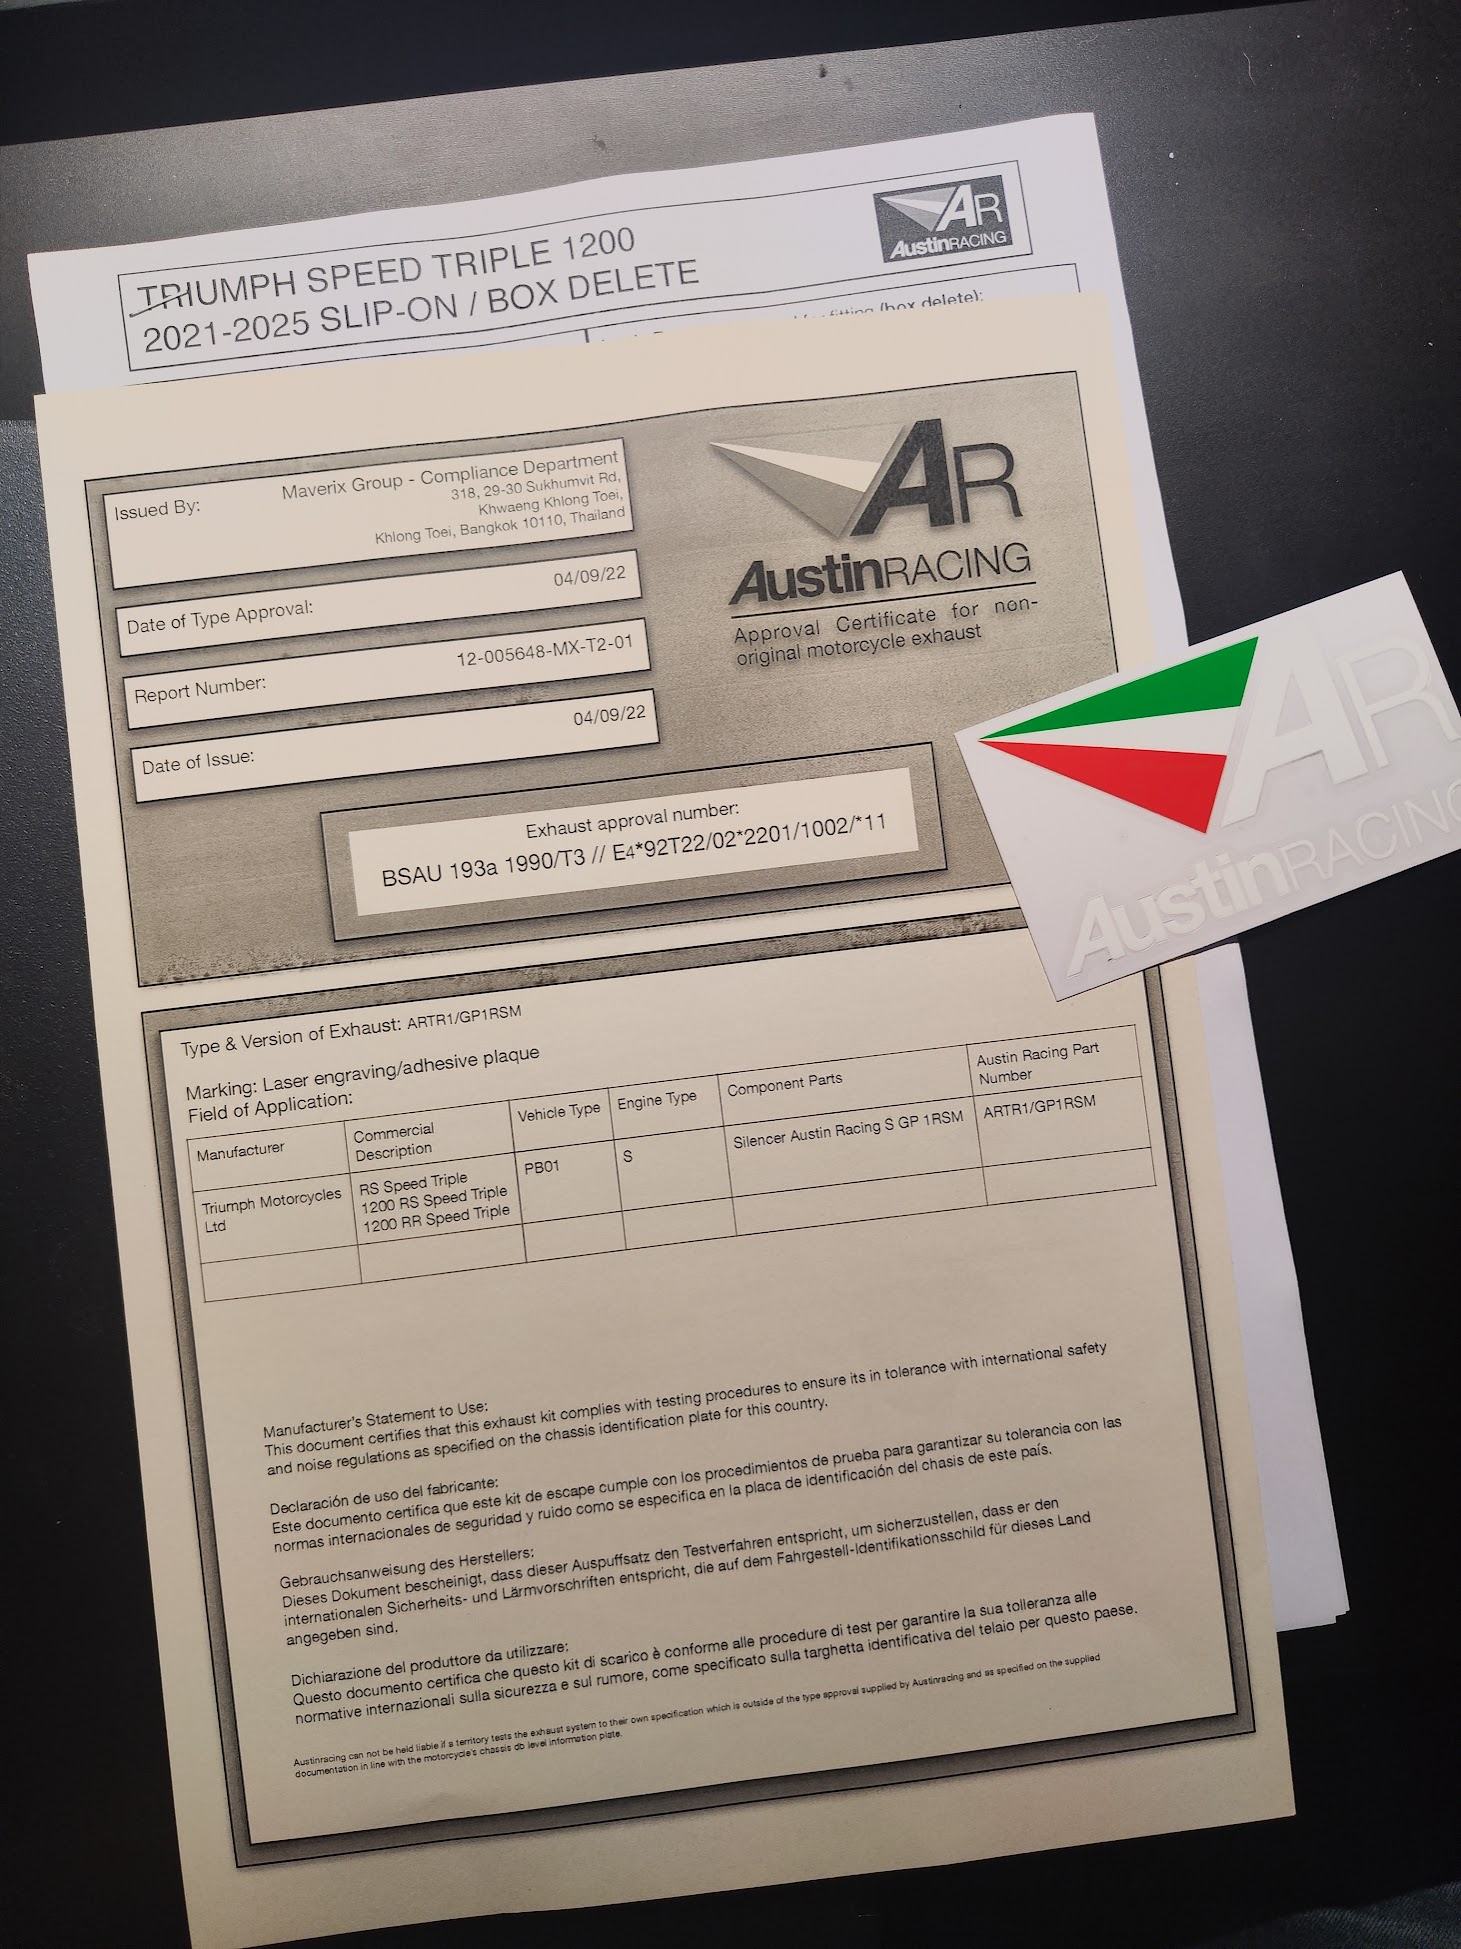 TRIUMPH SPEED TRIPLE 1200
2021-2025 SLIP-ON / BOX DELETE
AR
AustinRACING
fitting (box delete):
Issued By:
Maverix Group - Compliance Department
318, 29-30 Sukhumvit Rd,
Khwaeng Khlong Toei,
Khlong Toei, Bangkok 10110, Thailand
Date of Type Approval:
04/09/22
Report Number:
12-005648-MX-T2-01
Date of Issue:
04/09/22
AR
AustinRACING
Approval Certificate for non-
original motorcycle exhaust
Exhaust approval number:
BSAU 193a 1990/T3 // E4*92T22/02*2201/1002/*11
AR
AustinRACING
Type & Version of Exhaust: ARTR1/GP1RSM
Marking: Laser engraving/adhesive plaque
Field of Application:
Manufacturer
Commercial
Description
Vehicle Type
Engine Type
Component Parts
Austin Racing Part
Number
Triumph Motorcycles
Ltd
RS Speed Triple
1200 RS Speed Triple
1200 RR Speed Triple
PB01
S
Silencer Austin Racing S GP 1RSM
ARTR1/GP1RSM
Manufacturer's Statement to Use:
This document certifies that this exhaust kit complies with testing procedures to ensure its in tolerance with international safety
and noise regulations as specified on the chassis identification plate for this country.
Declaración de uso del fabricante:
Este documento certifica que este kit de escape cumple con los procedimientos de prueba para garantizar su tolerancia con las
normas internacionales de seguridad y ruido como se especifica en la placa de identificación del chasis de este país.
Gebrauchsanweisung des Herstellers:
Dieses Dokument bescheinigt, dass dieser Auspuffsatz den Testverfahren entspricht, um sicherzustellen, dass er den
internationalen Sicherheits- und Lärmvorschriften entspricht, die auf dem Fahrgestell-Identifikationsschild für dieses Land
angegeben sind.
Dichiarazione del produttore da utilizzare:
Questo documento certifica che questo kit di scarico è conforme alle procedure di test per garantire la sua tolleranza alle
normative internazionali sulla sicurezza e sul rumore, come specificato sulla targhetta identificativa del telaio per questo paese.
Austinracing can not be held liable if a territory tests the exhaust system to their own specification which is outside of the type approval supplied by Austinracing and as specified on the supplied
documentation in line with the motorcycle's chassis db level information plate.